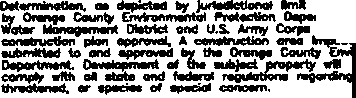 Determination, as depicted by jurisdictional limit
by Orange County Environmental Protection Depa
Water Management District and U.S. Army Corps
construction plan approval, A construction area
submitted to and approved by the Orange County Env
Department. Development of the subject property will
comply with all state and federal regulations regarding
threatened, or species of special concern.